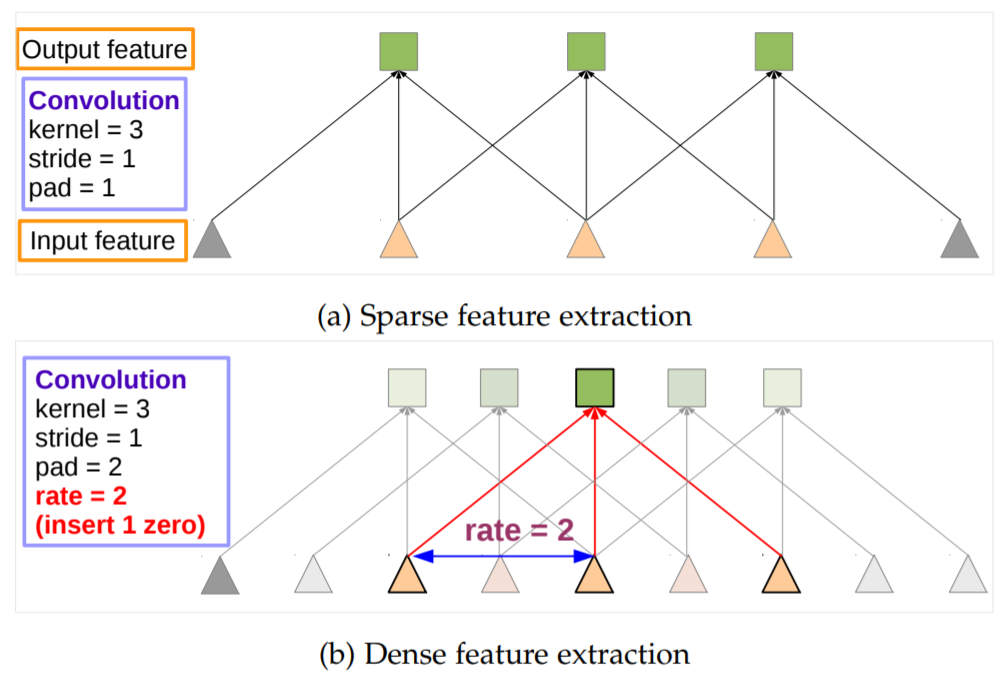 Output feature
Convolution
kernel = 3
stride = 1
pad = 1
Input feature
(a) Sparse feature extraction
Convolution
kernel = 3
stride = 1
pad = 2
rate = 2
(insert 1 zero)
rate = 2
(b) Dense feature extraction